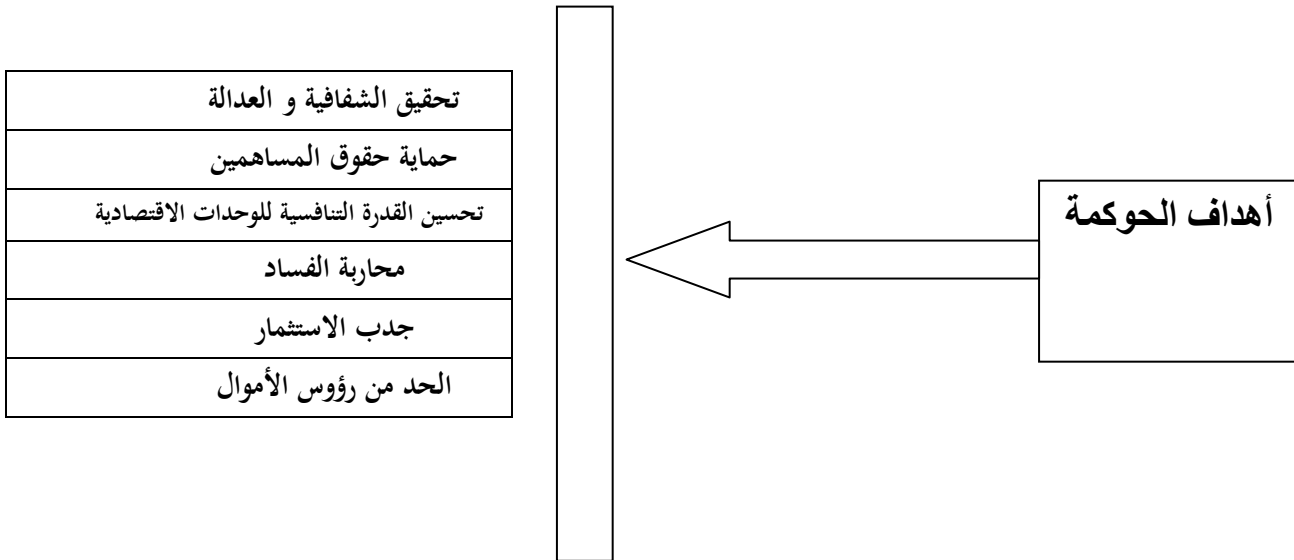 أهداف الحوكمة
تحقيق الشفافية و العدالة
حماية حقوق المساهمين
تحسين القدرة التنافسية للوحدات الاقتصادية
محاربة الفساد
جدب الاستثمار
الحد من رؤوس الأموال